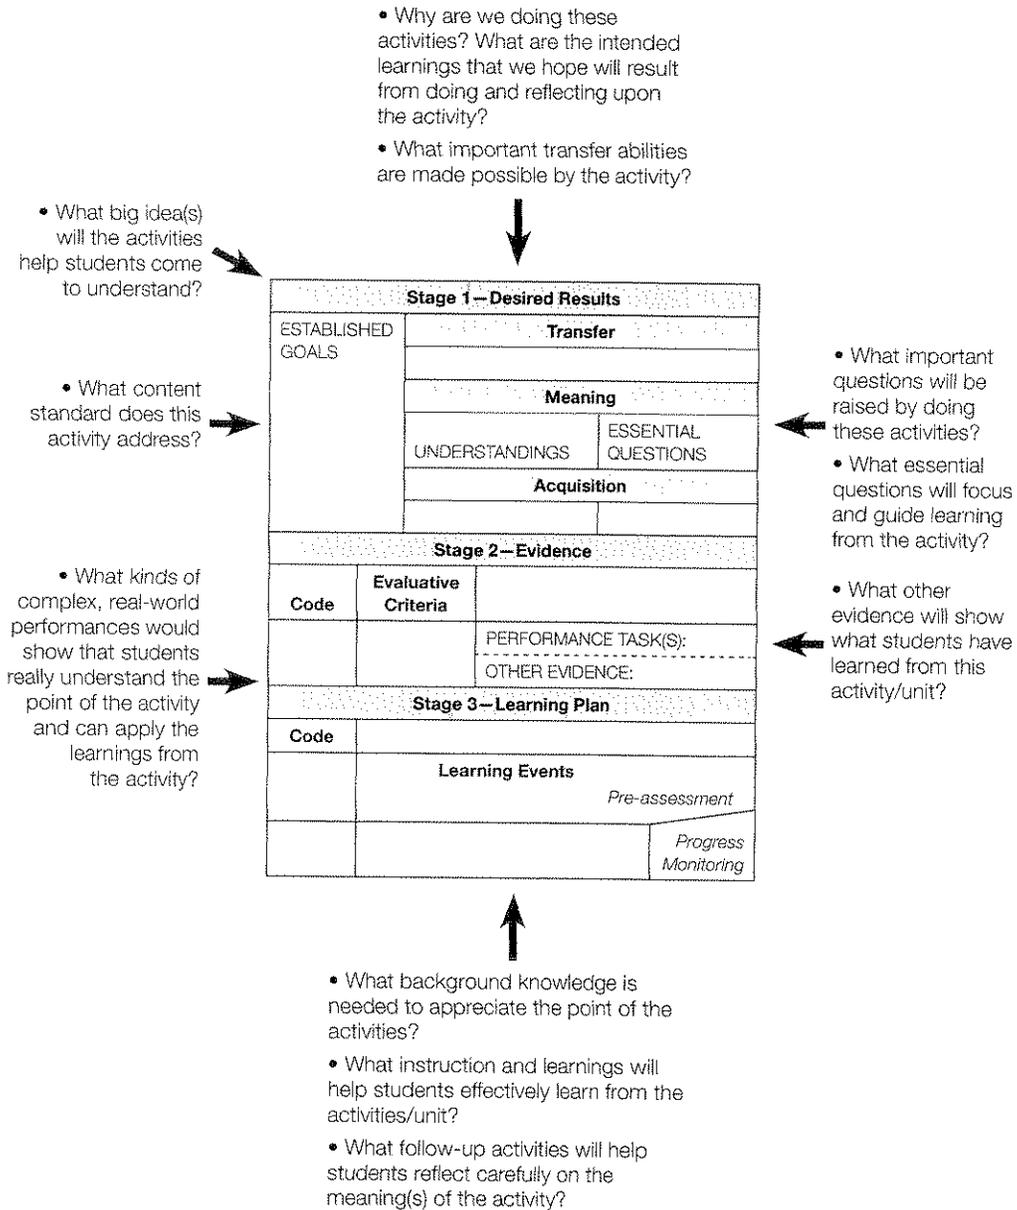 • Why are we doing these
activities? What are the intended
learnings that we hope will result
from doing and reflecting upon
the activity?
• What important transfer abilities
are made possible by the activity?
• What big idea(s)
will the activities
help students come
to understand?
• What content
standard does this
activity address?
• What kinds of
complex, real-world
performances would
show that students
really understand the
point of the activity
and can apply the
learnings from
the activity?
Stage 1—Desired Results
ESTABLISHED
GOALS
Transfer
Meaning
UNDERSTANDINGS
ESSENTIAL
QUESTIONS
Acquisition
Stage 2—Evidence
Code
Evaluative
Criteria
PERFORMANCE TASK(S):
OTHER EVIDENCE:
Stage 3—Learning Plan
Code
Learning Events
Pre-assessment
Progress
Monitoring
• What important
questions will be
raised by doing
these activities?
• What essential
questions will focus
and guide learning
from the activity?
• What other
evidence will show
what students have
learned from this
activity/unit?
• What background knowledge is
needed to appreciate the point of the
activities?
• What instruction and learnings will
help students effectively learn from the
activities/unit?
• What follow-up activities will help
students reflect carefully on the
meaning(s) of the activity?